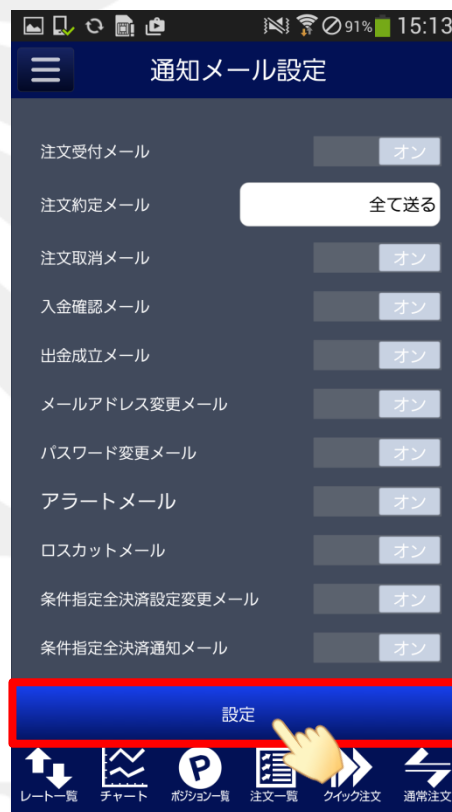 91% 15:13
通知メール設定
注文受付メール オン
注文約定メール 全て送る
注文取消メール オン
入金確認メール オン
出金成立メール オン
メールアドレス変更メール オン
パスワード変更メール オン
アラートメール オン
ロスカットメール オン
条件指定全決済設定変更メール オン
条件指定全決済通知メール オン
設定
P
レート一覧 チャート ポジション一覧 注文一覧 クイック注文 通常注文